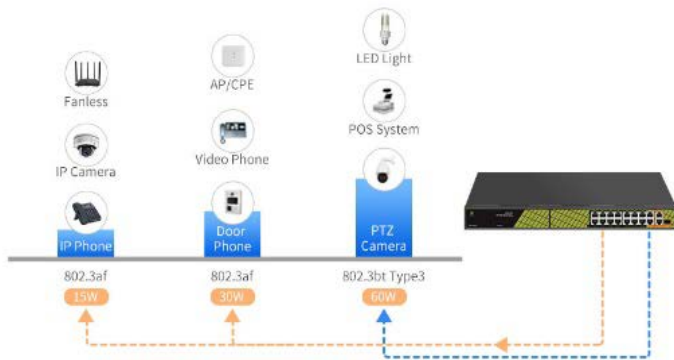 LED Light
AP/CPE
Fanless
POS System
Video Phone
IP Camera
IP Phone
Door
Phone
PTZ
Camera
802.3af
802.3af
802.3bt Type3
15W
30W
60W